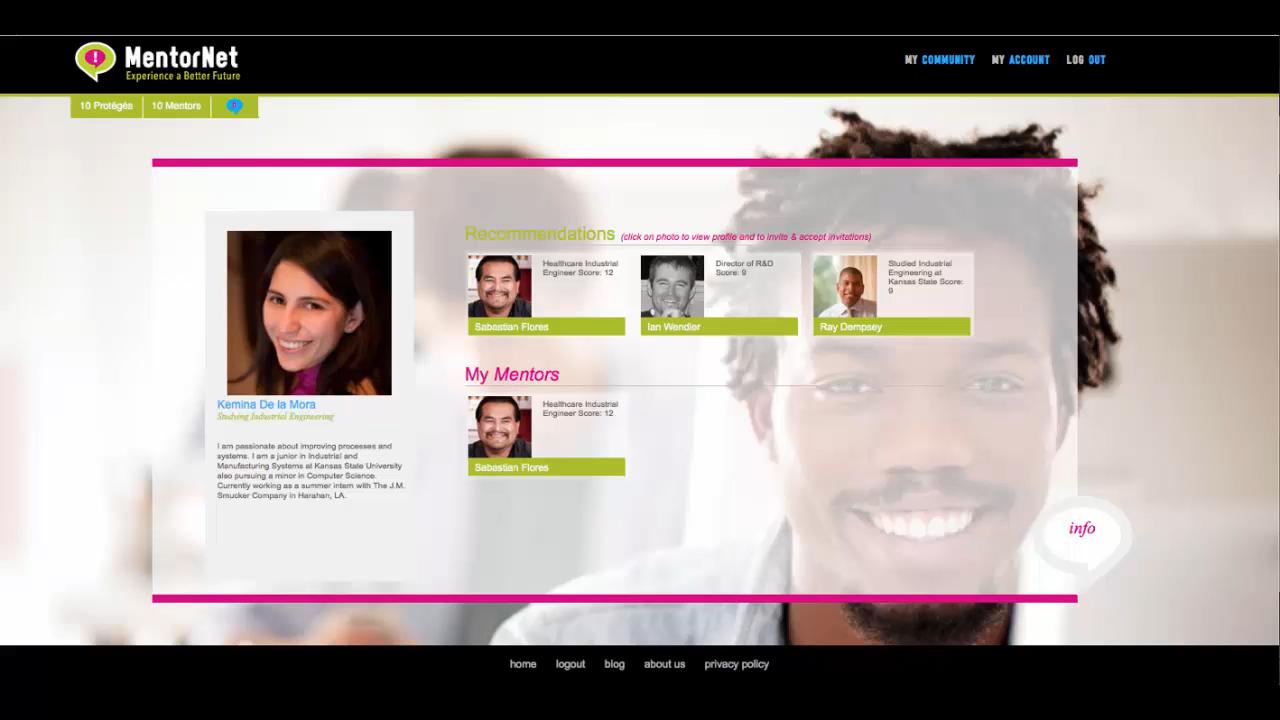 MentorNet
Experience a Better Future
MY COMMUNITY
MY ACCOUNT
LOG OUT
10 Protégés
10 Mentors
Kemina De la Mora
Studying Industrial Engineering
I am passionate about improving processes and
systems. I am a junior in Industrial and
Manufacturing Systems at Kansas State University
also pursuing a minor in Computer Science.
Currently working as a summer intern with The J.M.
Smucker Company in Harahan, LA.
Recommendations (click on photo to view profile and to invite & accept invitations)
Healthcare Industrial
Engineer Score: 12
Sabastian Flores
Director of R&D
Score: 9
Ian Wendler
Studied Industrial
Engineering at
Kansas State Score:
9
Ray Dempsey
My Mentors
Healthcare Industrial
Engineer Score: 12
Sabastian Flores
info
home
logout
blog
about us
privacy policy